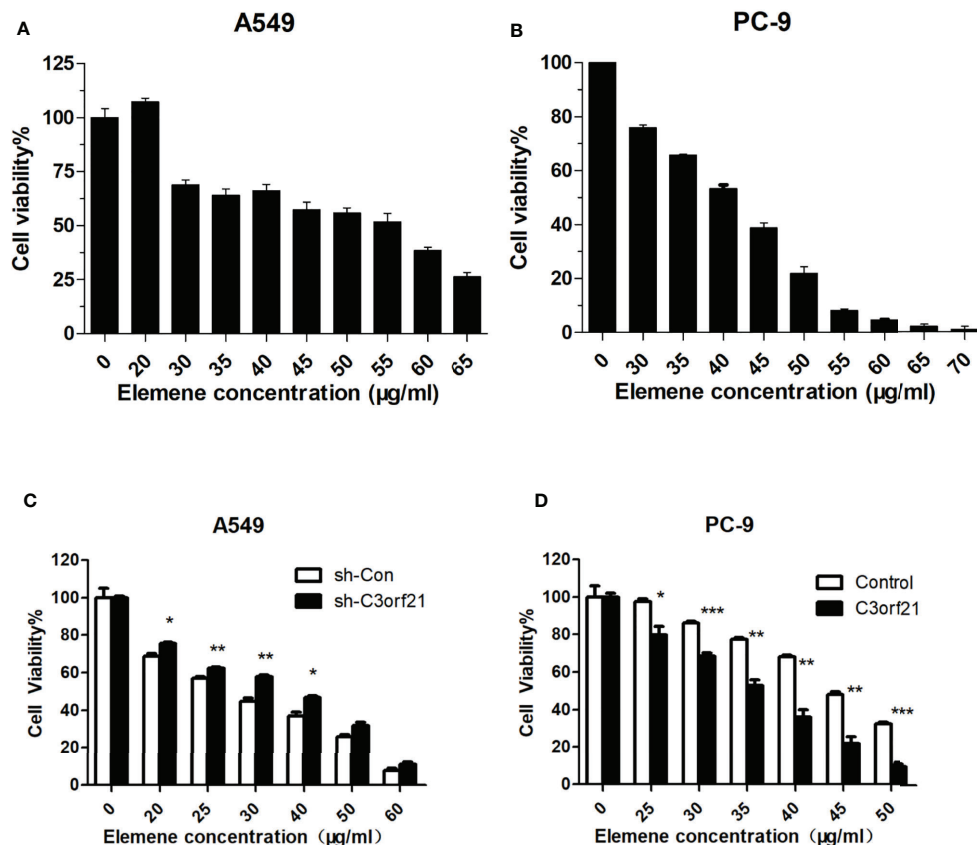 A
A549
Cell viability%
125
100
75
50
25
0
0 20 30 35 40 45 50 55 60 65
Elemene concentration (μg/ml)
B
PC-9
Cell viability%
100
80
60
40
20
0
0 30 35 40 45 50 55 60 65 70
Elemene concentration (μg/ml)
C
A549
Cell Viability%
120
100
80
60
40
20
0
sh-Con
sh-C3orf21
* ** ** *
0 20 25 30 40 50 60
Elemene concentration（μg/ml）
D
PC-9
Cell Viability%
120
100
80
60
40
20
0
Control
C3orf21
* *** ** ** ** ***
0 25 30 35 40 45 50
Elemene concentration（μg/ml）